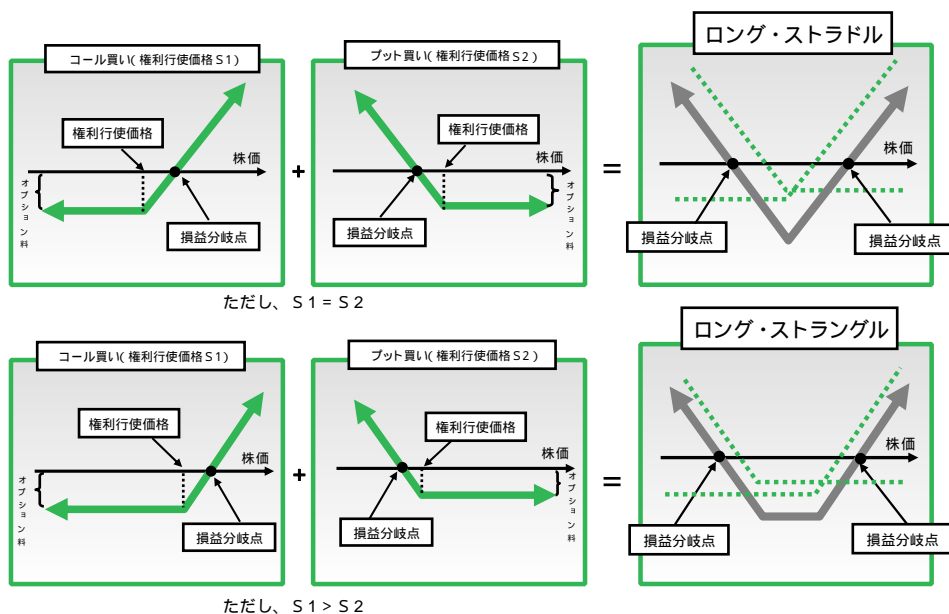 コール買い(権利行使価格S1)
権利行使価格
株価
オプション料
損益分岐点
+
プット買い(権利行使価格S2)
権利行使価格
株価
オプション料
損益分岐点
=
ロング・ストラドル
株価
損益分岐点
損益分岐点
ただし、S1=S2
コール買い(権利行使価格S1)
権利行使価格
株価
オプション料
損益分岐点
+
プット買い(権利行使価格S2)
権利行使価格
株価
オプション料
損益分岐点
=
ロング・ストラングル
株価
損益分岐点
損益分岐点
ただし、S1>S2